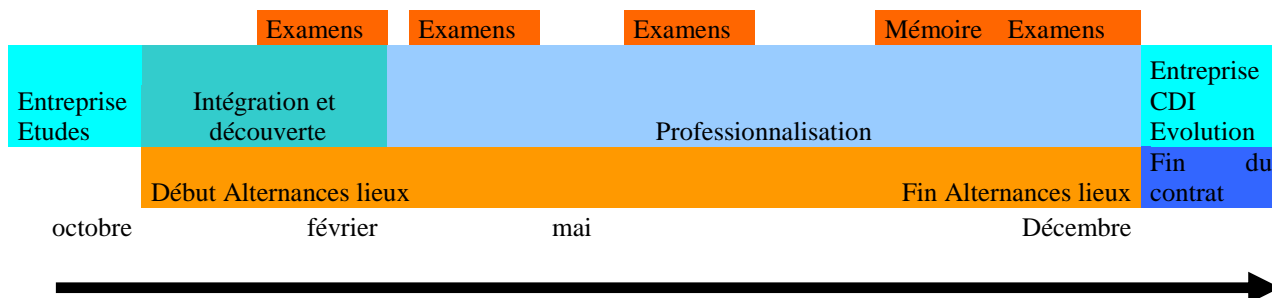 Examens Examens Examens Mémoire Examens
Entreprise Etudes
Intégration et découverte
Professionnalisation
Entreprise
CDI
Evolution
Début Alternances lieux
Fin Alternances lieux
Fin du
contrat
octobre février mai Décembre